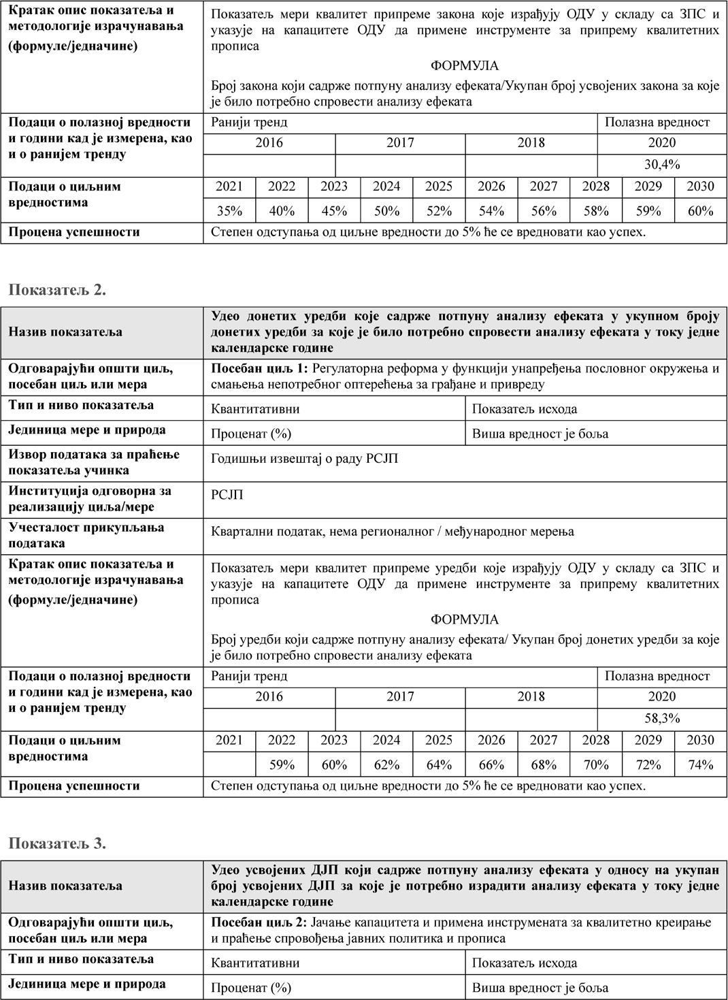 Кратак опис показатеља и
методологије израчунавања
(формуле/једначине)
Показатељ мери квалитет припреме закона које израђују ОДУ у складу са ЗПС и
указује на капацитете ОДУ да примене инструменте за припрему квалитетних
прописа
ФОРМУЛА
Број закона који садрже потпуну анализу ефеката/Укупан број усвојених закона за које
је било потребно спровести анализу ефеката
Подаци о полазној вредности
и години кад је измерена, као
и о ранијем тренду
Ранији тренд Полазна вредност
2016 2017 2018 2020
30,4%
Подаци о циљним
вредностима
2021 2022 2023 2024 2025 2026 2027 2028 2029 2030
35% 40% 45% 50% 52% 54% 56% 58% 59% 60%
Процена успешности
Степен одступања од циљне вредности до 5% ће се вредновати као успех.
Показатељ 2.
Назив показатеља
Удео донетих уредби које садрже потпуну анализу ефеката у укупном броју
донетих уредби за које је било потребно спровести анализу ефеката у току једне
календарске године
Одговарајући општи циљ,
посебан циљ или мера
Посебан циљ 1: Регулаторна реформа у функцији унапређења пословног окружења и
смањења непотребног оптерећења за грађане и привреду
Тип и ниво показатеља
Квантитативни Показатељ исхода
Јединица мере и природа
Проценат (%) Виша вредност је боља
Извор података за праћење
показатеља учинка
Годишњи извештај о раду РСЈП
Институција одговорна за
реализацију циља/мере
РСЈП
Учесталост прикупљања
података
Квартални податак, нема регионалног / међународног мерења
Кратак опис показатеља и
методологије израчунавања
(формуле/једначине)
Показатељ мери квалитет припреме уредби које израђују ОДУ у складу са ЗПС и
указује на капацитете ОДУ да примене инструменте за припрему квалитетних
прописа
ФОРМУЛА
Број уредби који садрже потпуну анализу ефеката/ Укупан број донетих уредби за које
је било потребно спровести анализу ефеката
Подаци о полазној вредности
и години кад је измерена, као
и о ранијем тренду
Ранији тренд Полазна вредност
2016 2017 2018 2020
58,3%
Подаци о циљним
вредностима
2021 2022 2023 2024 2025 2026 2027 2028 2029 2030
59% 60% 62% 64% 66% 68% 70% 72% 74%
Процена успешности
Степен одступања од циљне вредности до 5% ће се вредновати као успех.
Показатељ 3.
Назив показатеља
Удео усвојених ДЈП који садрже потпуну анализу ефеката у односу на укупан
број усвојених ДЈП за које је потребно израдити анализу ефеката у току једне
календарске године
Одговарајући општи циљ,
посебан циљ или мера
Посебан циљ 2: Јачање капацитета и примена инструмената за квалитетно креирање
и праћење спровођења јавних политика и прописа
Тип и ниво показатеља
Квантитативни Показатељ исхода
Јединица мере и природа
Проценат (%) Виша вредност је боља